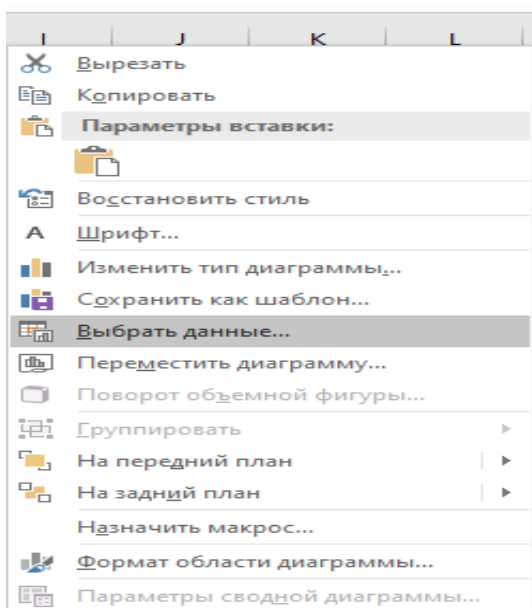 I J K L
Вырезать
Копировать
Параметры вставки:
Восстановить стиль
А Шрифт...
Изменить тип диаграммы...
Сохранить как шаблон...
Выбрать данные...
Переместить диаграмму...
Поворот объемной фигуры...
Группировать
На передний план
На задний план
Назначить макрос...
Формат области диаграммы...
Параметры сводной диаграммы...